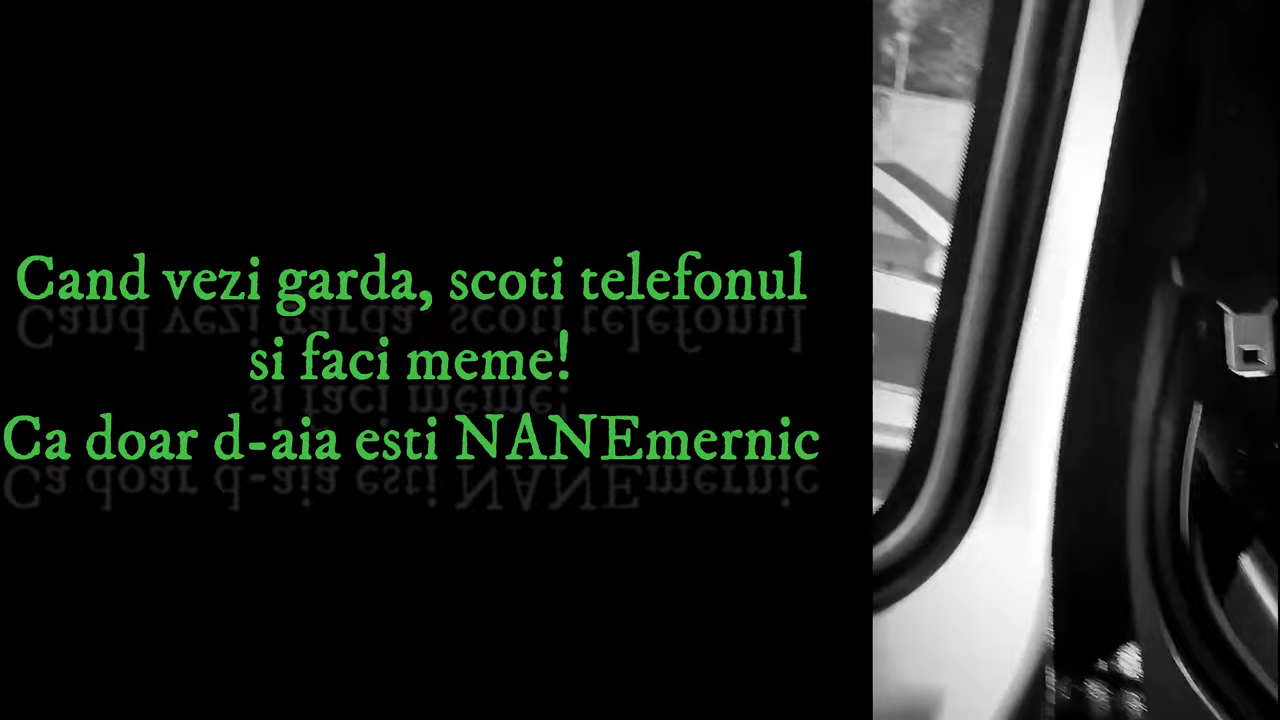 Cand vezi garda, scoti telefonul
si faci meme!
Ca doar d-aia esti NANEmernic